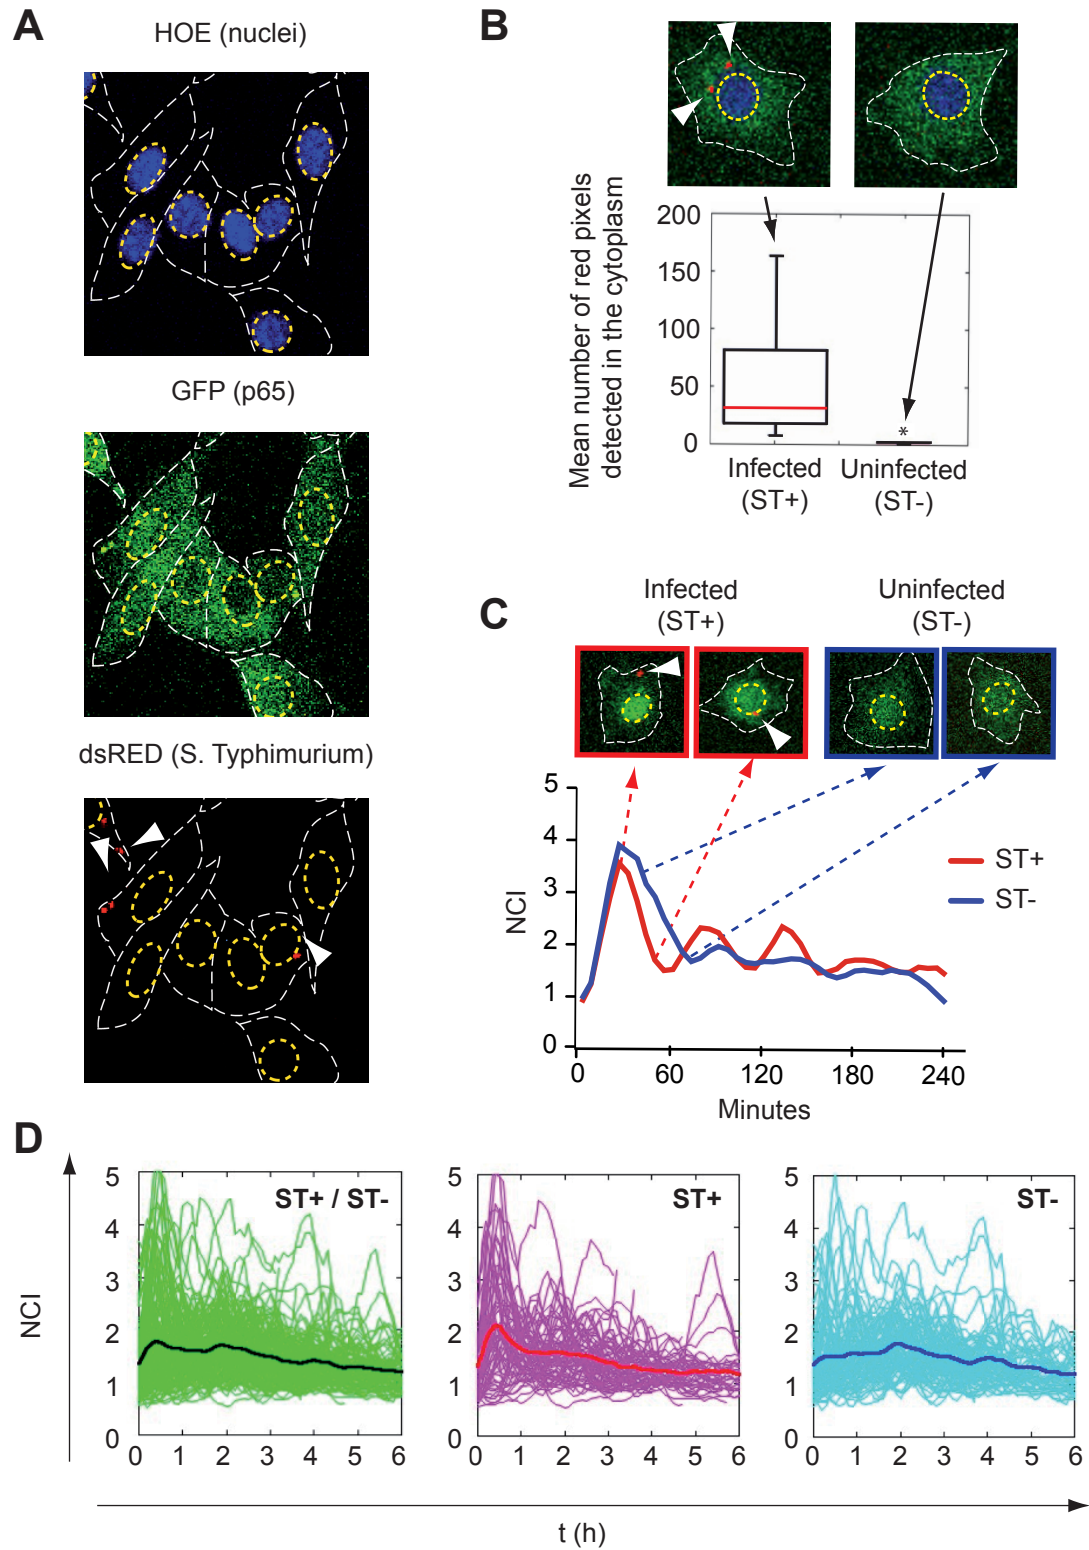 A
HOE (nuclei)
GFP (p65)
dsRED (S. Typhimurium)
B
Mean number of red pixels
detected in the cytoplasm
200
150
100
50
0
*
Infected
(ST+)
Uninfected
(ST-)
C
Infected
(ST+)
Uninfected
(ST-)
NCI
5
4
3
2
1
0
0 60 120 180 240
Minutes
ST+
ST-
D
NCI
ST+ / ST-
5
4
3
2
1
0
0 1 2 3 4 5 6
ST+
5
4
3
2
1
0
0 1 2 3 4 5 6
ST-
5
4
3
2
1
0
0 1 2 3 4 5 6
t (h)